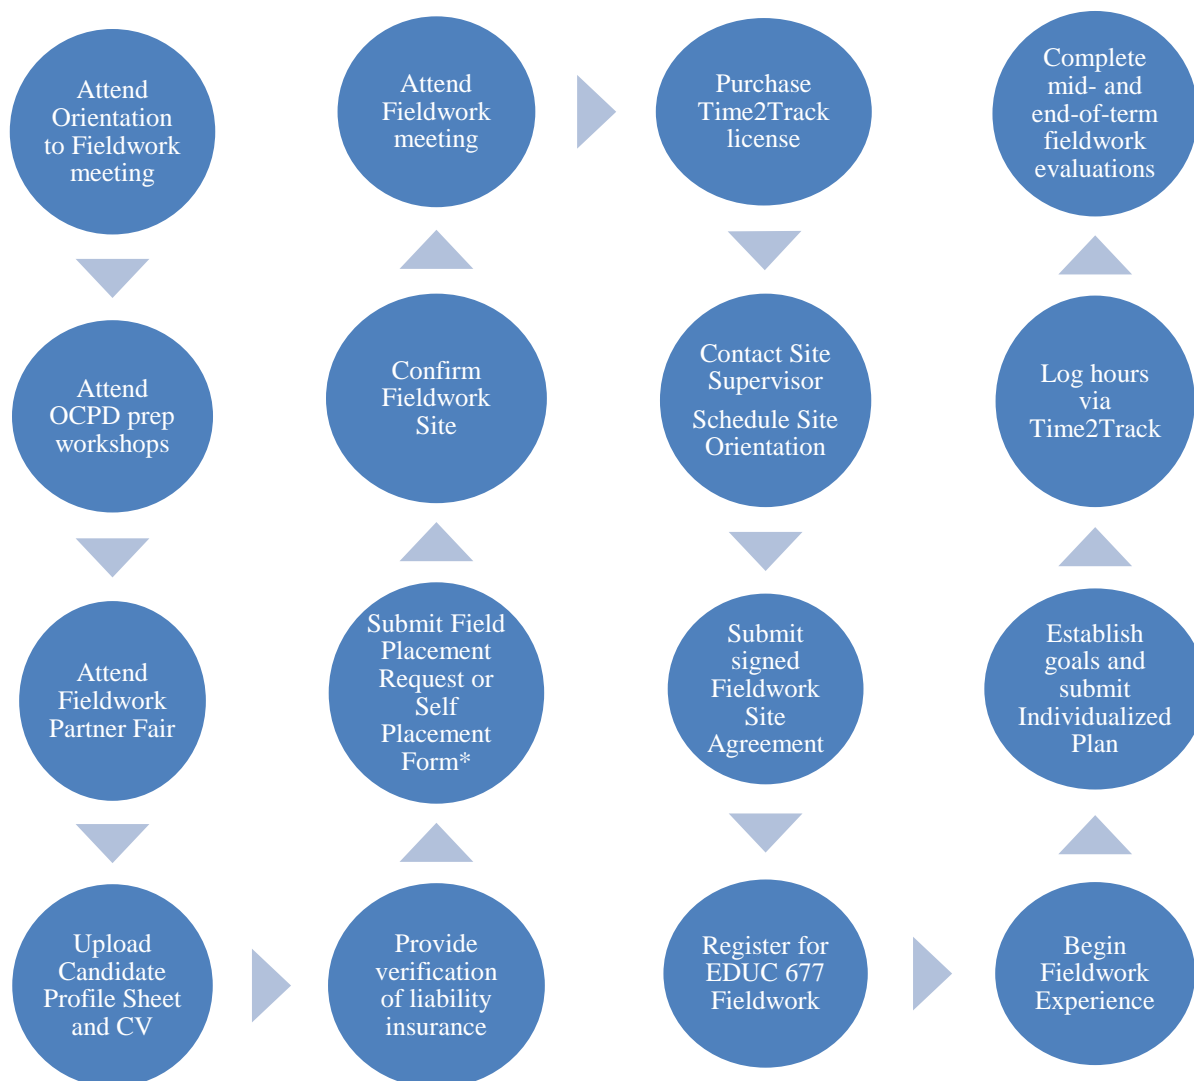 Attend
Orientation
to Fieldwork
meeting
Attend
OCPD prep
workshops
Attend
Fieldwork
Partner Fair
Upload
Candidate
Profile Sheet
and CV
Provide
verification
of liability
insurance
Submit Field
Placement
Request or
Self
Placement
Form*
Confirm
Fieldwork
Site
Attend
Fieldwork
meeting
Purchase
Time2Track
license
Contact Site
Supervisor
Schedule Site
Orientation
Submit
signed
Fieldwork
Site
Agreement
Register for
EDUC 677
Fieldwork
Begin
Fieldwork
Experience
Establish
goals and
submit
Individualized
Plan
Log hours
via
Time2Track
Complete
mid- and
end-of-term
fieldwork
evaluations